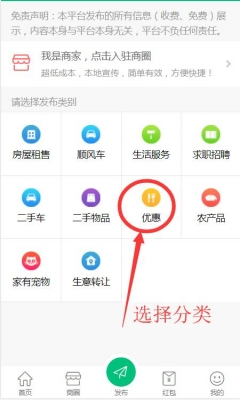 免责声明：本平台发布的所有信息（收费、免费）展
示，内容本身与平台本身无关，平台不负任何责任。
我是商家，点击入驻商圈
超低成本，本地宣传，简单有效，方便快捷！
请选择发布类别
房屋租售 顺风车 生活服务 求职招聘
二手车 二手物品 优惠 农产品
家有宠物 生意转让
选择分类
首页 商圈 发布 红包 我的